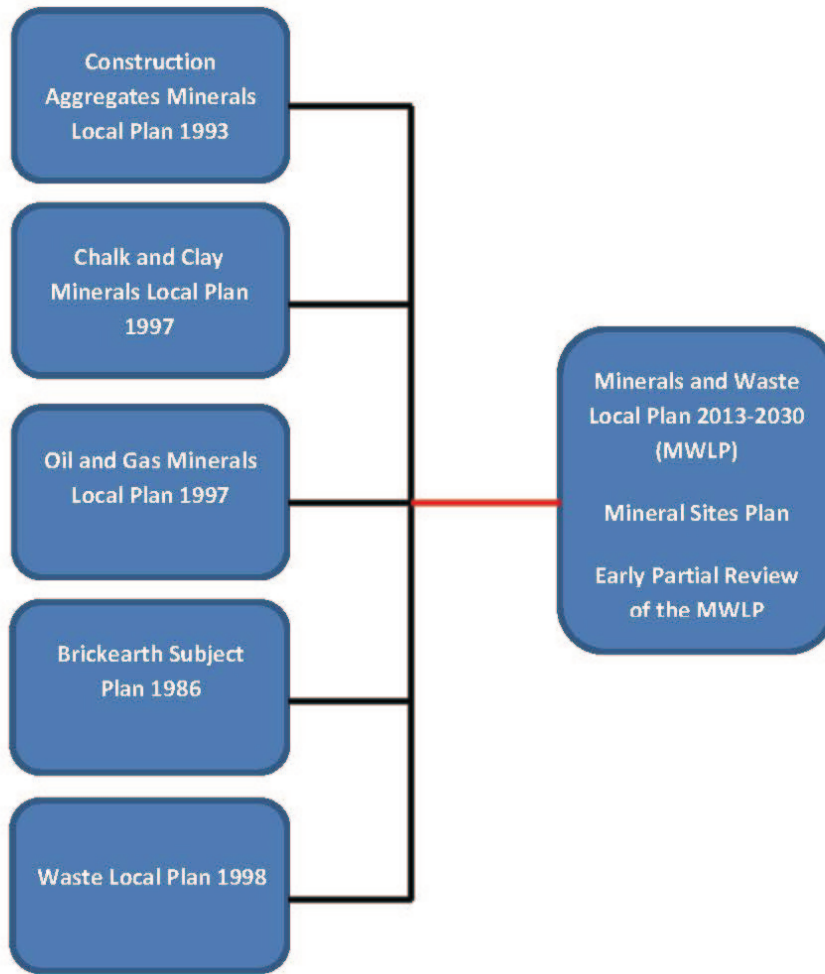 Construction
Aggregates Minerals
Local Plan 1993
Chalk and Clay
Minerals Local Plan
1997
Oil and Gas Minerals
Local Plan 1997
Brickearth Subject
Plan 1986
Waste Local Plan 1998
Minerals and Waste
Local Plan 2013-2030
(MWLP)
Mineral Sites Plan
Early Partial Review
of the MWLP